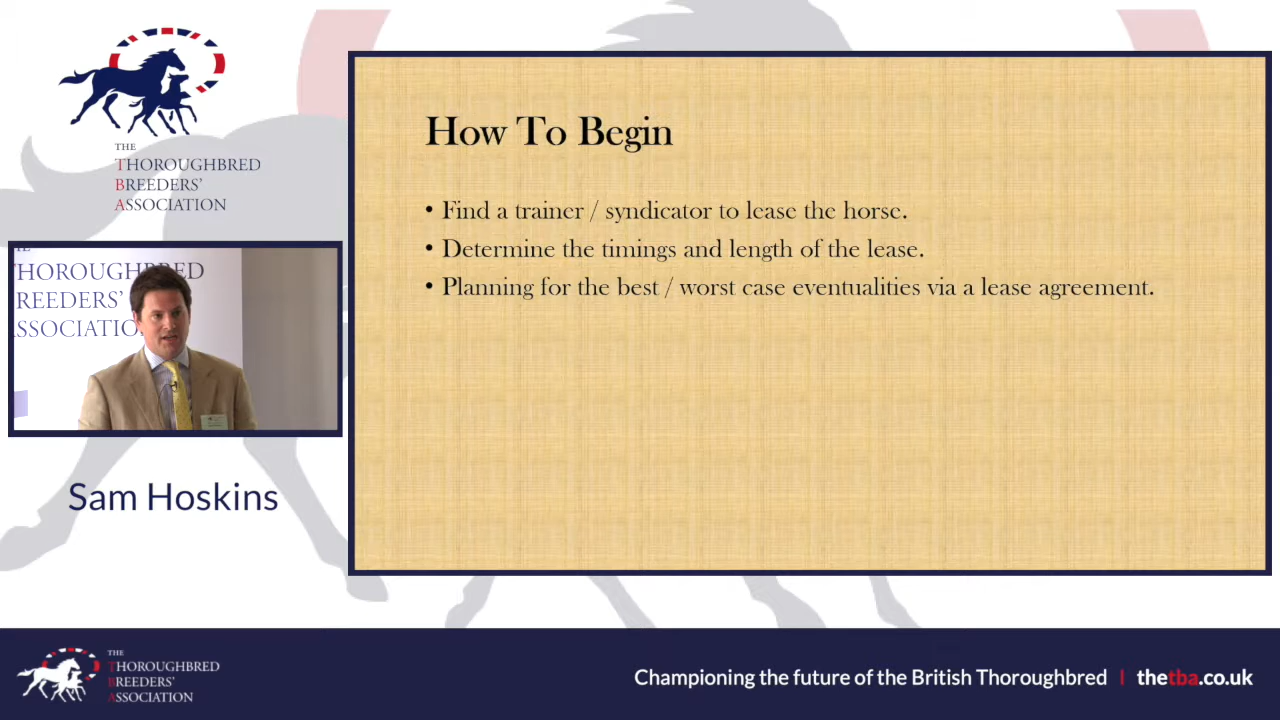 THE
THOROUGHBRED
BREEDERS'
ASSOCIATION
How To Begin
• Find a trainer / syndicator to lease the horse.
• Determine the timings and length of the lease.
• Planning for the best / worst case eventualities via a lease agreement.
HOROUGHBRED
REEDERS'
SSOCIATIO
Sam Hoskins
THE
THOROUGHBRED
BREEDERS'
ASSOCIATION
Championing the future of the British Thoroughbred | thetba.co.uk